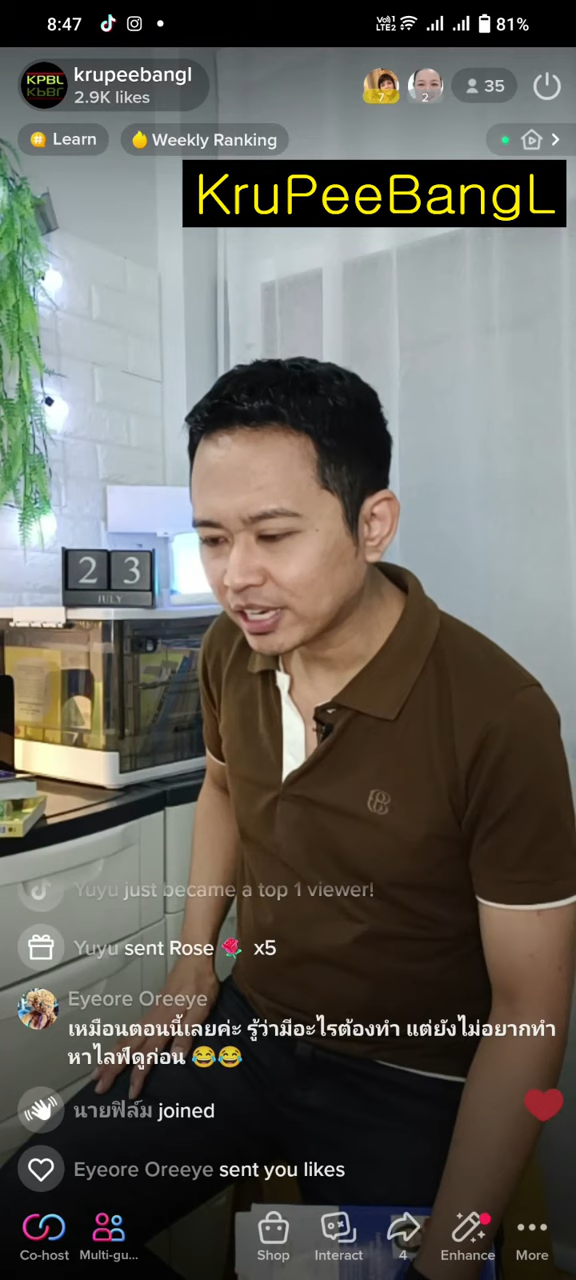 8:47
Vo)) 1
LTE2
81%
KPBL
krupeebangl
2.9K likes
7
2
35
Learn
Weekly Ranking
KruPeeBangL
2 3
JULY
Yuyu just became a top 1 viewer!
Yuyu sent Rose 🌹 x5
Eyeore Oreeye
เหมือนตอนนี้เลยค่ะ รู้ว่ามีอะไรต้องทำ แต่ยังไม่อยากทำ
หาไลฟ์ดูก่อน 😂😂
นายฟิล์ม joined
Eyeore Oreeye sent you likes
Co-host
Multi-gu...
Shop
Interact
4
Enhance
More